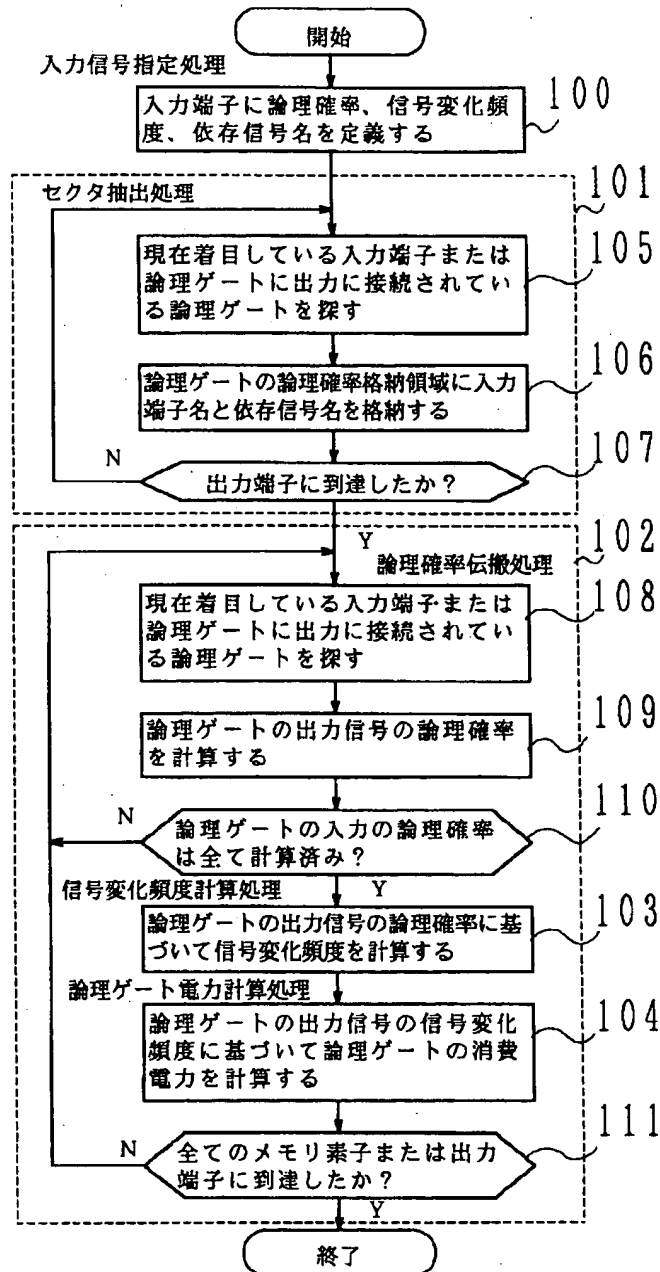 開始
入力信号指定処理
100
入力端子に論理確率、信号変化頻
度、依存信号名を定義する
セクタ抽出処理
101
105
現在着目している入力端子または
論理ゲートに出力に接続されてい
る論理ゲートを探す
106
論理ゲートの論理確率格納領域に入力
端子名と依存信号名を格納する
107
N
出力端子に到達したか？
Y
102
論理確率伝搬処理
108
現在着目している入力端子または
論理ゲートに出力に接続されてい
る論理ゲートを探す
109
論理ゲートの出力信号の論理確率
を計算する
110
N
論理ゲートの入力の論理確率
は全て計算済み？
信号変化頻度計算処理
Y
103
論理ゲートの出力信号の論理確率に基
づいて信号変化頻度を計算する
論理ゲート電力計算処理
104
論理ゲートの出力信号の信号変化
頻度に基づいて論理ゲートの消費
電力を計算する
111
N
全てのメモリ素子または出力
端子に到達したか？
Y
終了